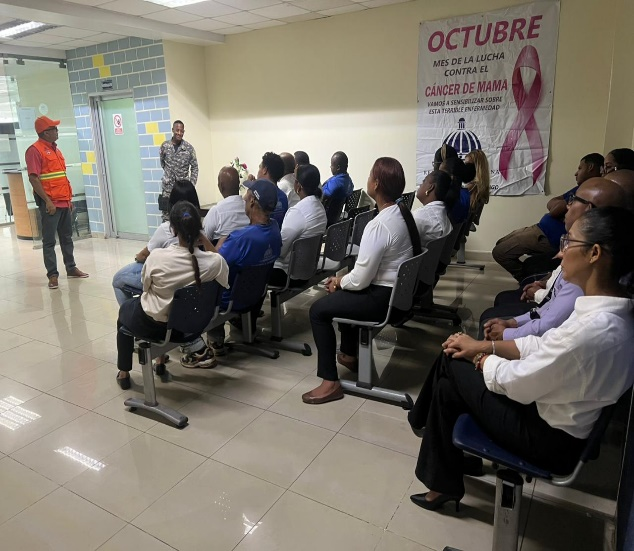 OCTUBRE
MES DE LA LUCHA
CONTRA EL
CÁNCER DE MAMA
VAMOS A SENSIBILIZAR SOBRE
ESTA TERRIBLE ENFERMEDAD